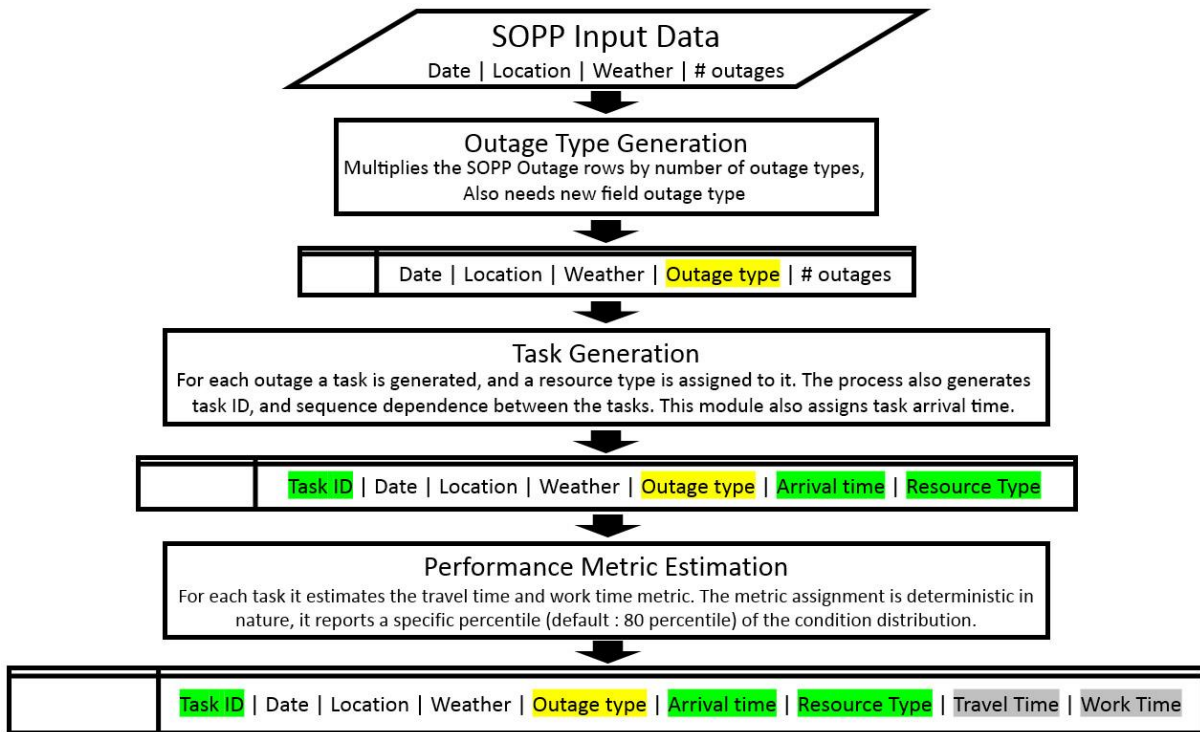 SOPP Input Data
Date | Location | Weather | # outages
Outage Type Generation
Multiplies the SOPP Outage rows by number of outage types,
Also needs new field outage type
Date | Location | Weather | Outage type | # outages
Task Generation
For each outage a task is generated, and a resource type is assigned to it. The process also generates
task ID, and sequence dependence between the tasks. This module also assigns task arrival time.
Task ID | Date | Location | Weather | Outage type | Arrival time | Resource Type
Performance Metric Estimation
For each task it estimates the travel time and work time metric. The metric assignment is deterministic in
nature, it reports a specific percentile (default : 80 percentile) of the condition distribution.
Task ID | Date | Location | Weather | Outage type | Arrival time | Resource Type | Travel Time | Work Time